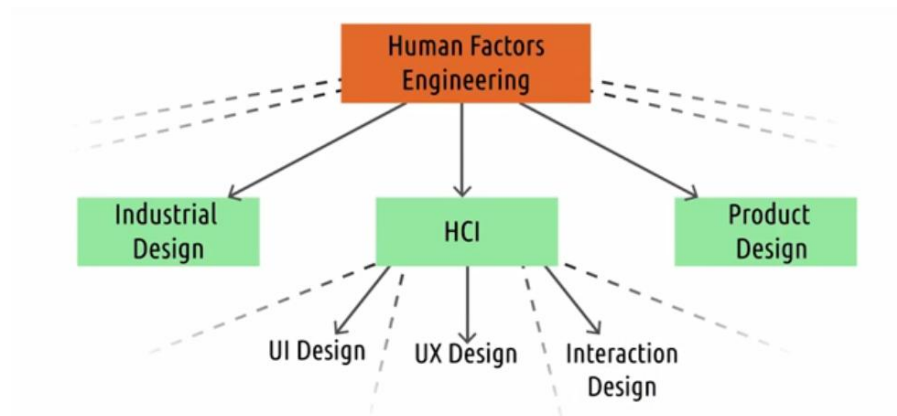 Human Factors
Engineering
Industrial
Design
HCI
Product
Design
UI Design
UX Design
Interaction
Design